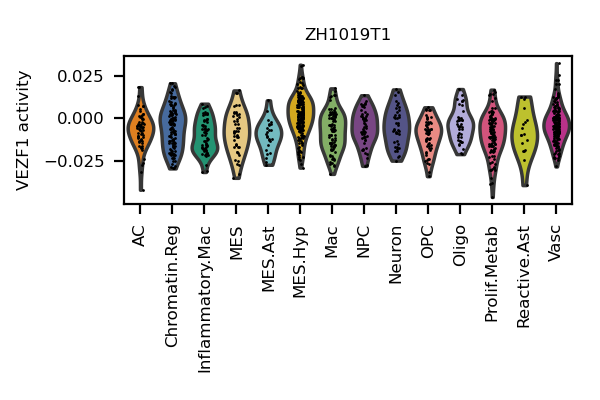 ZH1019T1
VEZF1 activity
0.025
0.000
−0.025
AC
Chromatin.Reg
Inflammatory.Mac
MES
MES.Ast
MES.Hyp
Mac
NPC
Neuron
OPC
Oligo
Prolif.Metab
Reactive.Ast
Vasc